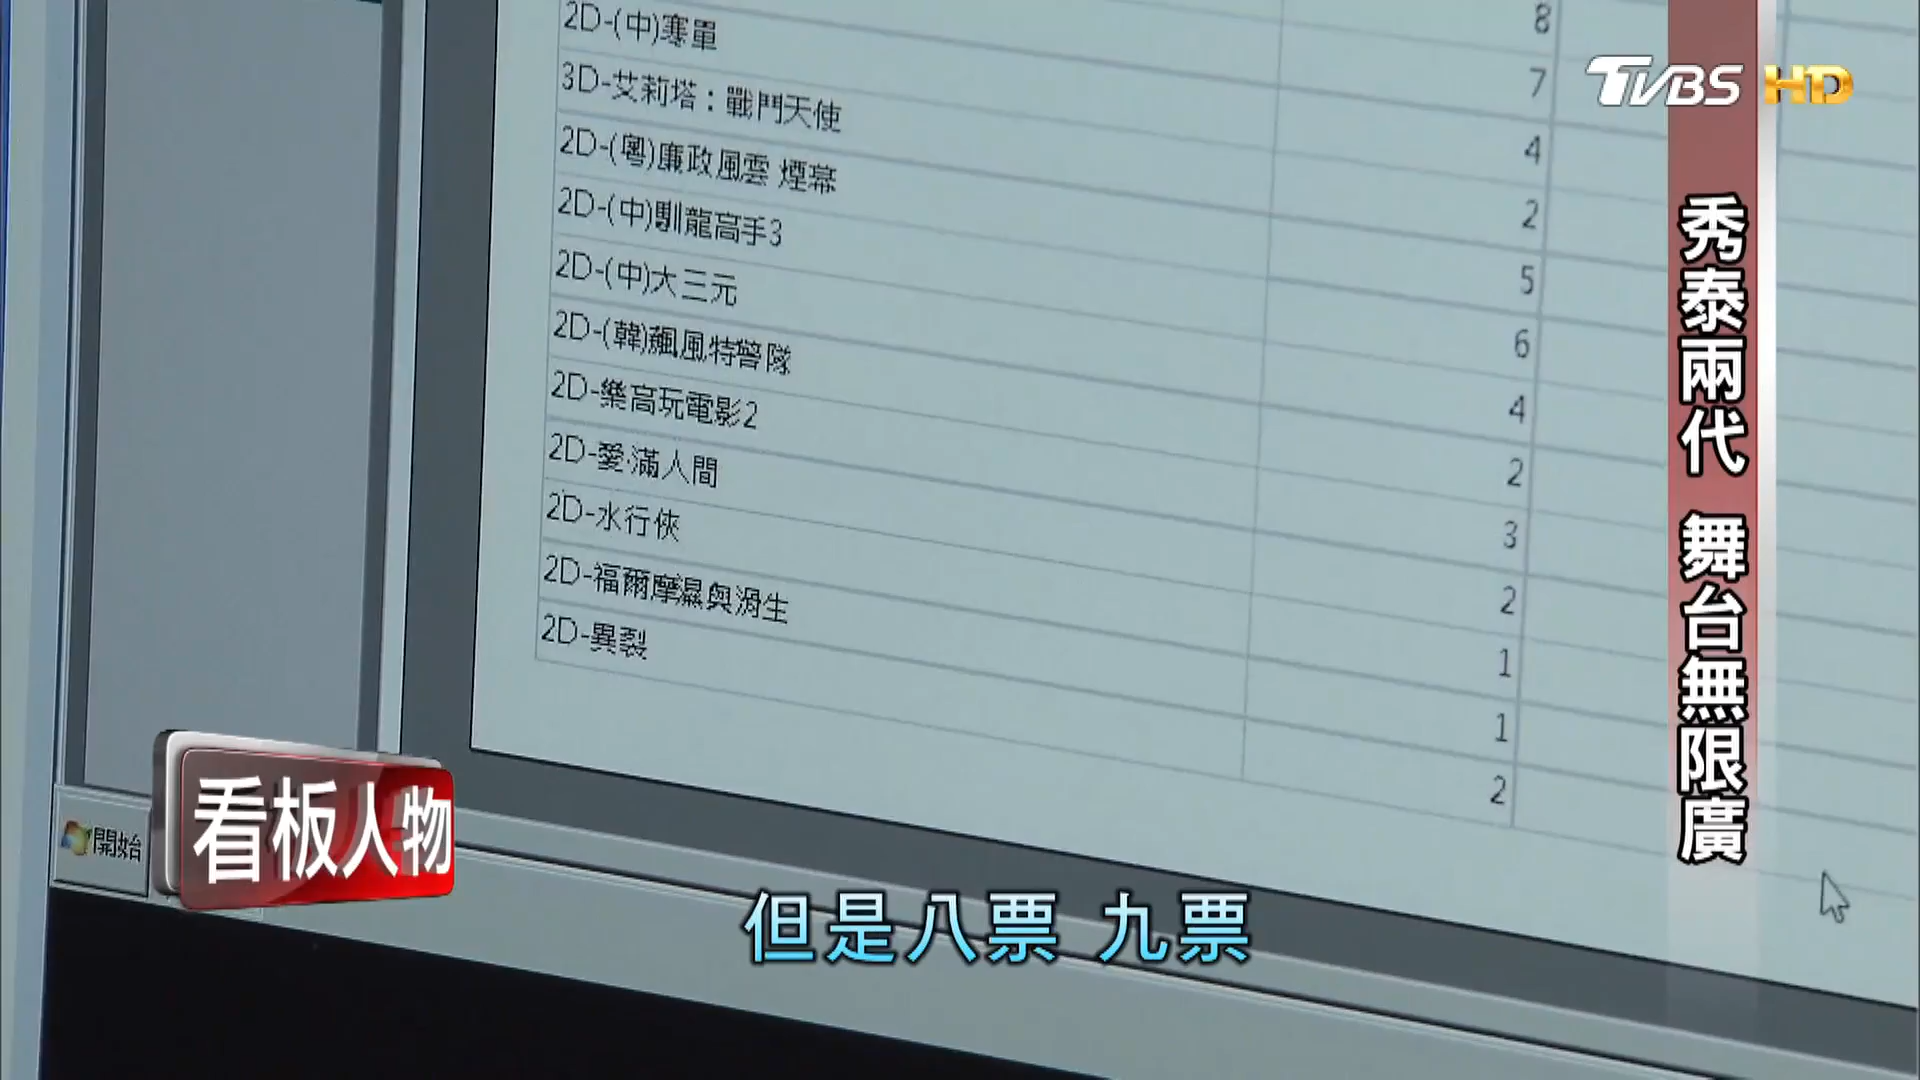 TVBS HD
8
7
2D-(中)寒單 4
3D-艾莉塔：戰鬥天使 2
2D-(粵)廉政風雲 煙幕 5
2D-(中)馴龍高手3 6
2D-(中)大三元 4
2D-(韓)飆風特警隊 2
2D-樂高玩電影2 3
2D-愛·滿人間 2
2D-水行俠 1
2D-福爾摩濕與滑生 1
2D-異裂 2
秀泰兩代 舞台無限廣
開始
看板人物
但是八票 九票